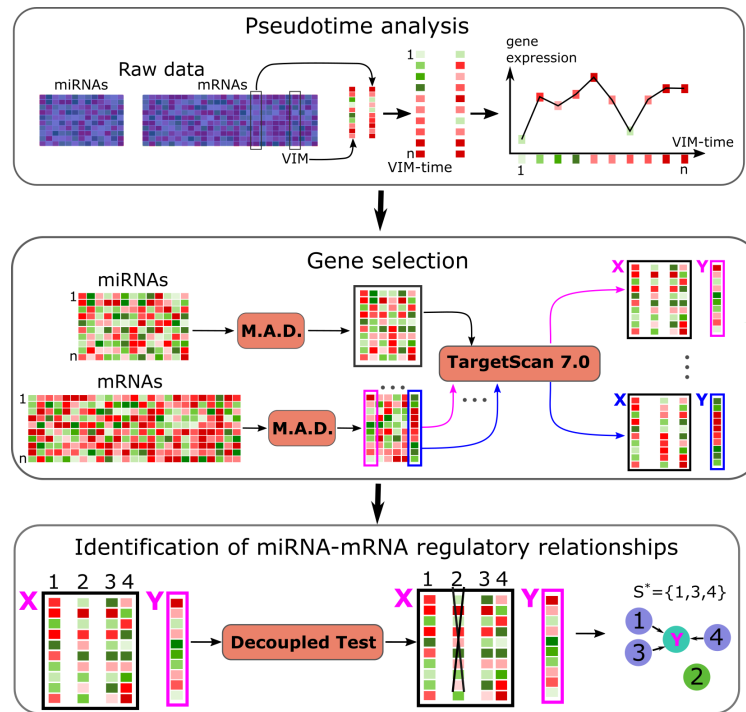 Pseudotime analysis
Raw data
miRNAs
mRNAs
VIM
1
n
VIM-time
gene
expression
VIM-time
1
n
Gene selection
miRNAs
1
n
M.A.D.
mRNAs
1
n
M.A.D.
...
...
TargetScan 7.0
X
Y
X
Y
Identification of miRNA-mRNA regulatory relationships
1 2 3 4
X
Y
Decoupled Test
1 2 3 4
X
Y
S*={1,3,4}
1
3
Y
4
2